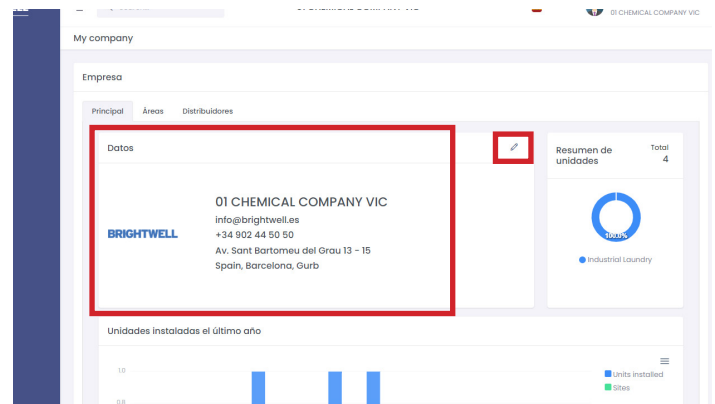 01 CHEMICAL COMPANY VIC
My company
Empresa
Principal Áreas Distribuidores
Datos
BRIGHTWELL
01 CHEMICAL COMPANY VIC
info@brightwell.es
+34 902 44 50 50
Av. Sant Bartomeu del Grau 13 - 15
Spain, Barcelona, Gurb
Resumen de unidades
Total
4
100.0%
Industrial Laundry
Unidades instaladas el último año
Units installed
Sites
1.0
0.8